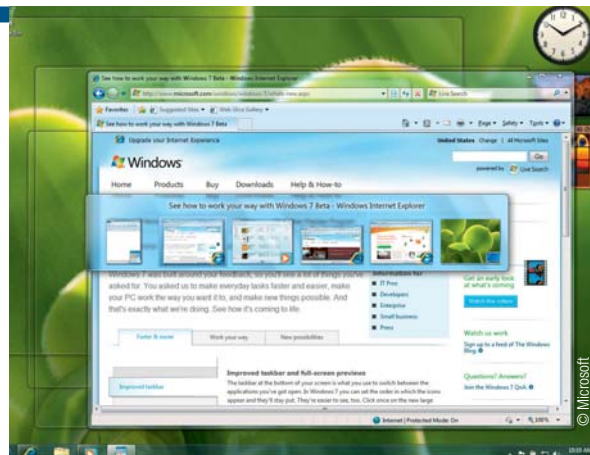 See how to work your way with Windows 7 Beta - Windows Internet Explorer
http://www.microsoft.com/windows/windows-7/whats-new.aspx
Live Search
Favorites Suggested Sites Web Slice Gallery
See how to work your way with Windows 7 Beta
Page Safety Tools
Upgrade your Internet Experience
United States Change | All Microsoft Sites
Windows
Go
powered by Live Search
Home Products Buy Downloads Help & How-to
See how to work your way with Windows 7 Beta - Windows Internet Explorer
Windows 7 was built around your feedback, so you'll see a lot of things you've
asked for. You asked us to make everyday tasks faster and easier, make
your PC work the way you want it to, and make new things possible. And
that's exactly what we're doing. See how it's coming to life.
Information for
IT Pros
Developers
Enterprise
Small business
Press
Get an early look
at what's coming
Watch the videos
Faster & easier
Work your way
New possibilities
Watch us work
Sign up to a feed of The Windows
Blog
Improved taskbar
Improved taskbar and full-screen previews
The taskbar at the bottom of your screen is what you use to switch between the
applications you've got open. In Windows 7 you can set the order in which the icons
appear and they'll stay put. They're easier to see, too. Click once on the new large
Questions? Answers!
Join the Windows 7 Q&A.
Internet | Protected Mode: On
100%
10:10 AM
© Microsoft